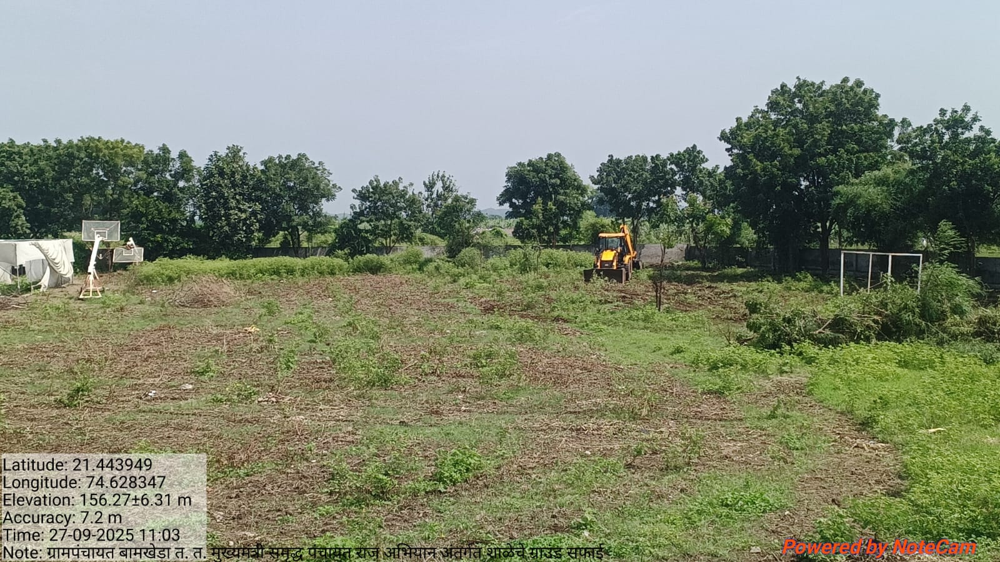 Latitude: 21.443949
Longitude: 74.628347
Elevation: 156.27±6.31 m
Accuracy: 7.2 m
Time: 27-09-2025 11:03
Note: ग्रामपंचायत बामखेडा त. त. मुख्यमंत्री समृद्ध पंचायत राज अभियान अंतर्गत शाळेचे ग्राउंड सफाई
Powered by NoteCam